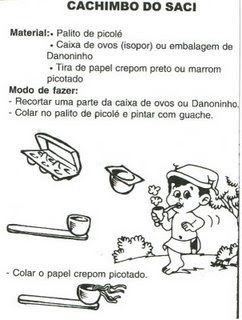 CACHIMBO DO SACI
Material:• Palito de picolé
• Caixa de ovos (isopor) ou embalagem de
Danoninho
• Tira de papel crepom preto ou marrom
picotado
Modo de fazer:
- Recortar uma parte da caixa de ovos ou Danoninho.
- Colar no palito de picolé e pintar com guache.
- Colar o papel crepom picotado.